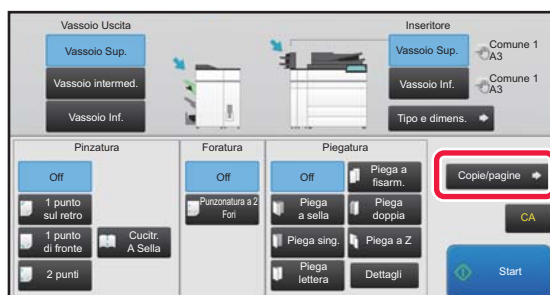 Vassoio Uscita
Inseritore
Vassoio Sup.
Vassoio intermed.
Vassoio Inf.
Vassoio Sup.
Comune 1
A3
Vassoio Inf.
Comune 1
A3
Tipo e dimens.
Pinzatura
Foratura
Piegatura
Off
1 punto
sul retro
1 punto
di fronte
Cucitr.
A Sella
2 punti
Off
Punzonatura a 2
Fori
Off
Piega a
fisarm.
Piega
a sella
Piega
doppia
Piega sing.
Piega a Z
Piega
lettera
Dettagli
Copie/pagine
CA
Start